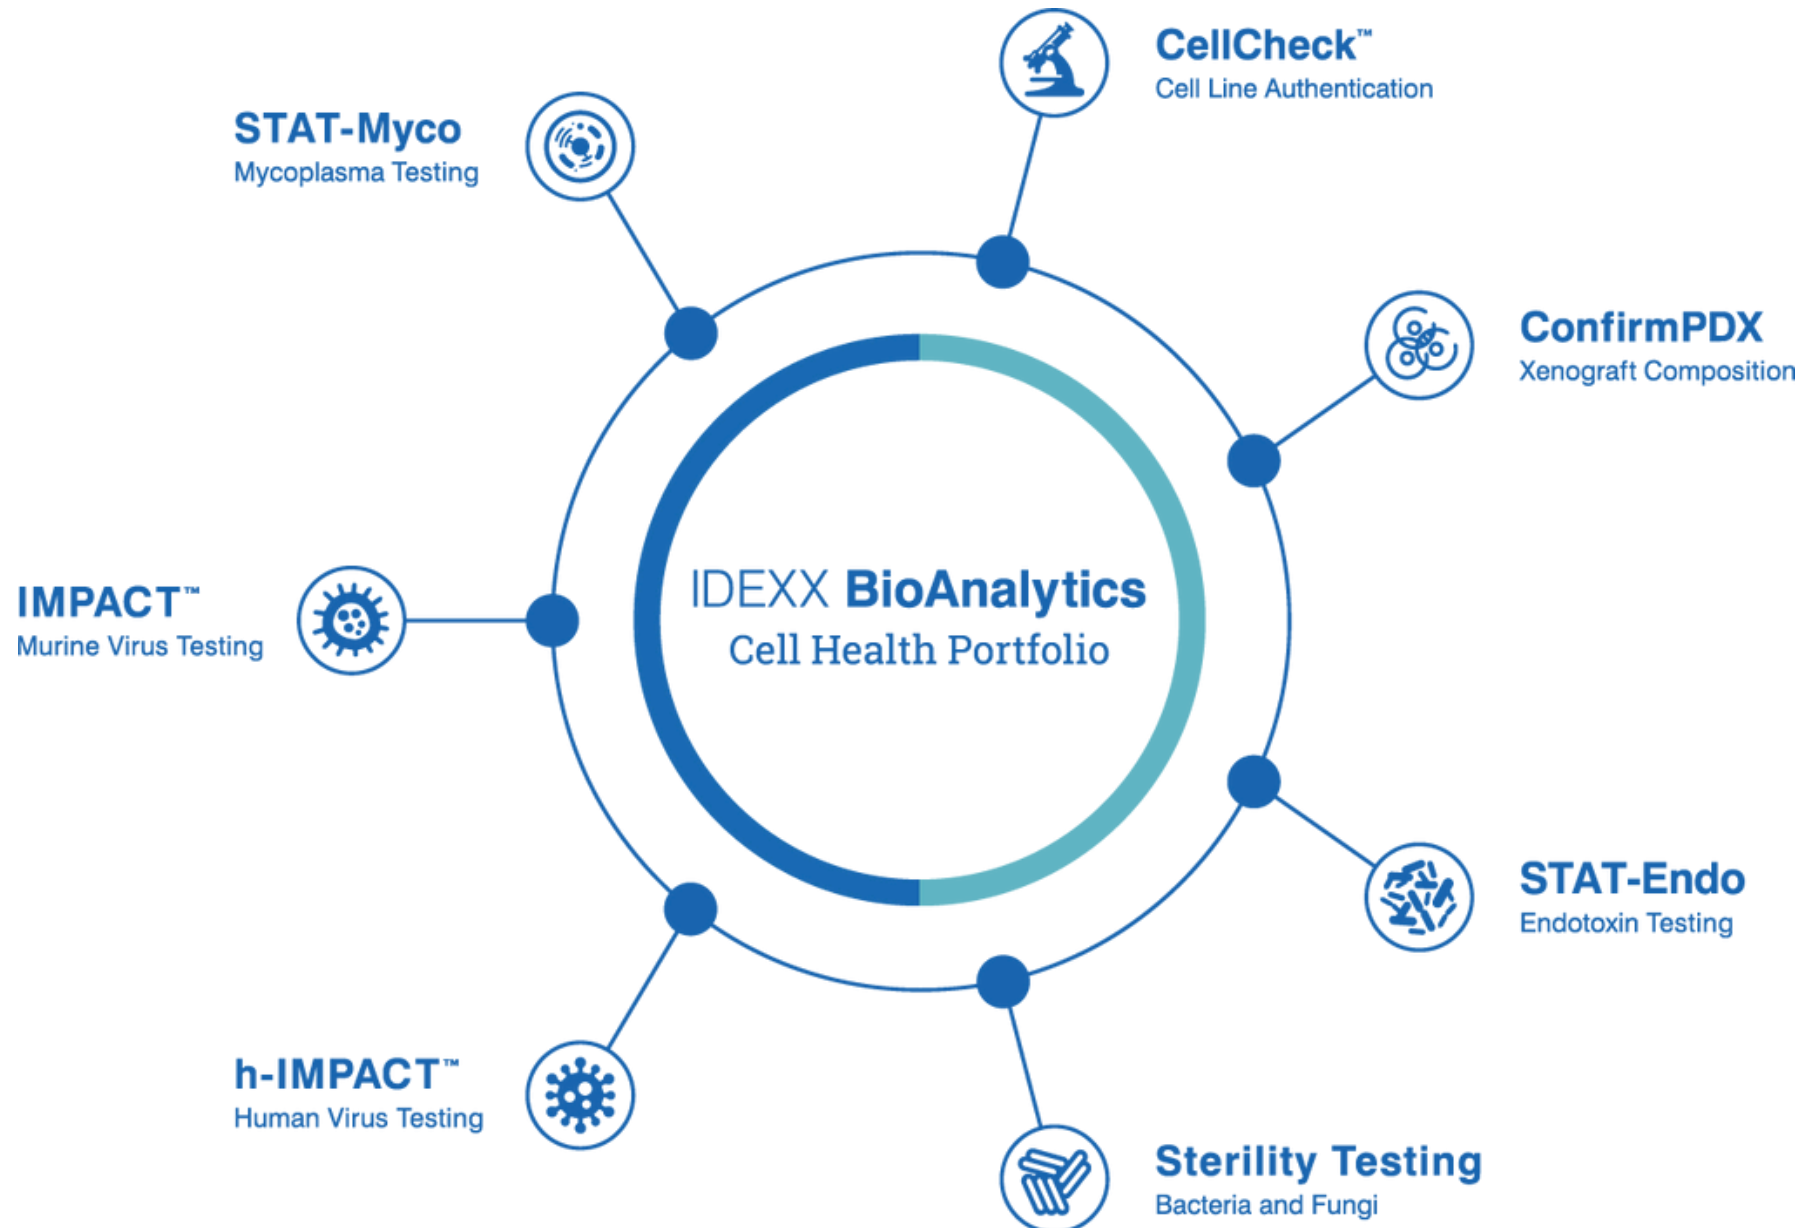 CellCheck™
Cell Line Authentication
STAT-Myco
Mycoplasma Testing
ConfirmPDX
Xenograft Composition
IMPACT™
Murine Virus Testing
IDEXX BioAnalytics
Cell Health Portfolio
STAT-Endo
Endotoxin Testing
h-IMPACT™
Human Virus Testing
Sterility Testing
Bacteria and Fungi